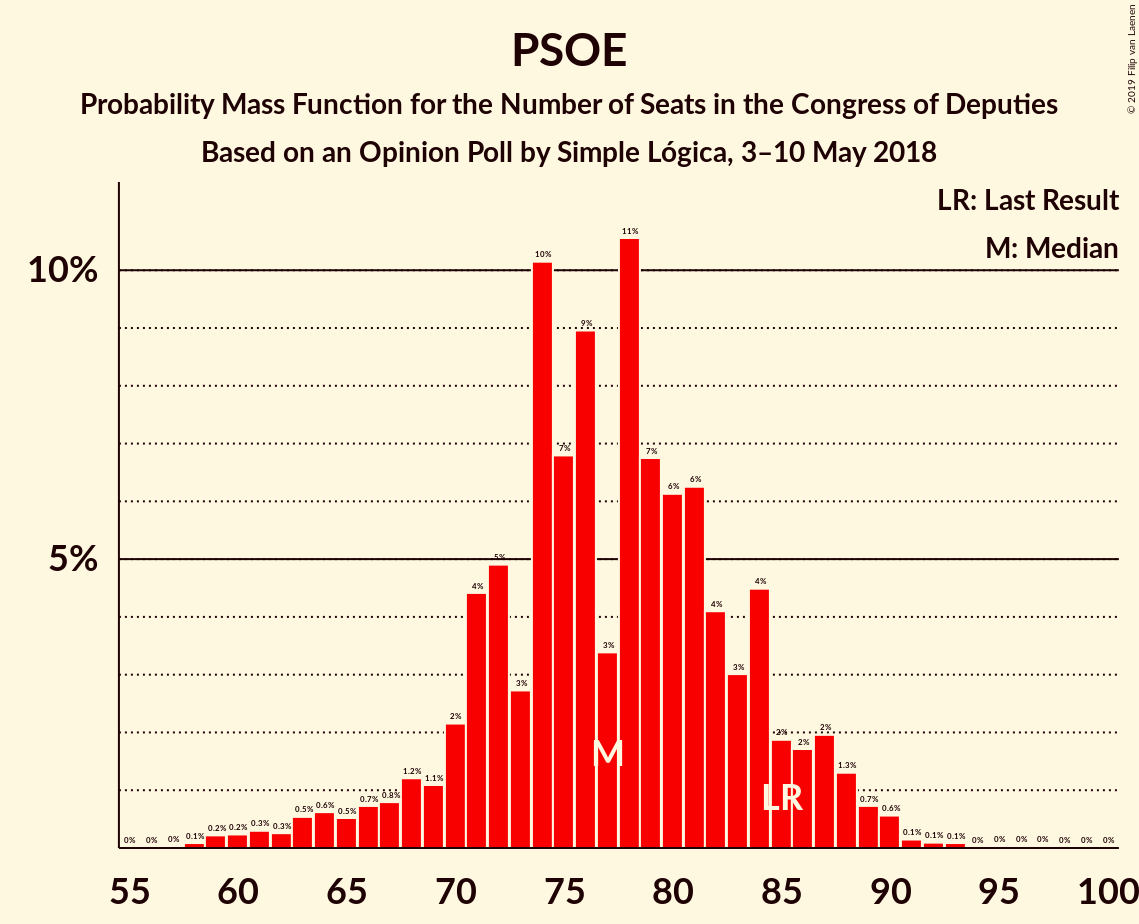 © 2019 Filip van Laenen
PSOE
Probability Mass Function for the Number of Seats in the Congress of Deputies
Based on an Opinion Poll by Simple Lógica, 3–10 May 2018
LR: Last Result
M: Median
10%
5%
0% 0% 0% 0.1% 0.2% 0.2% 0.3% 0.3% 0.5% 0.6% 0.5% 0.7% 0.8% 1.2% 1.1% 2% 4% 5% 3% 10% 7% 9% 3% 11% 7% 6% 6% 4% 3% 4% 2% 2% 2% 1.3% 0.7% 0.6% 0.1% 0.1% 0.1% 0% 0% 0% 0% 0% 0% 0%
M
LR
55 60 65 70 75 80 85 90 95 100